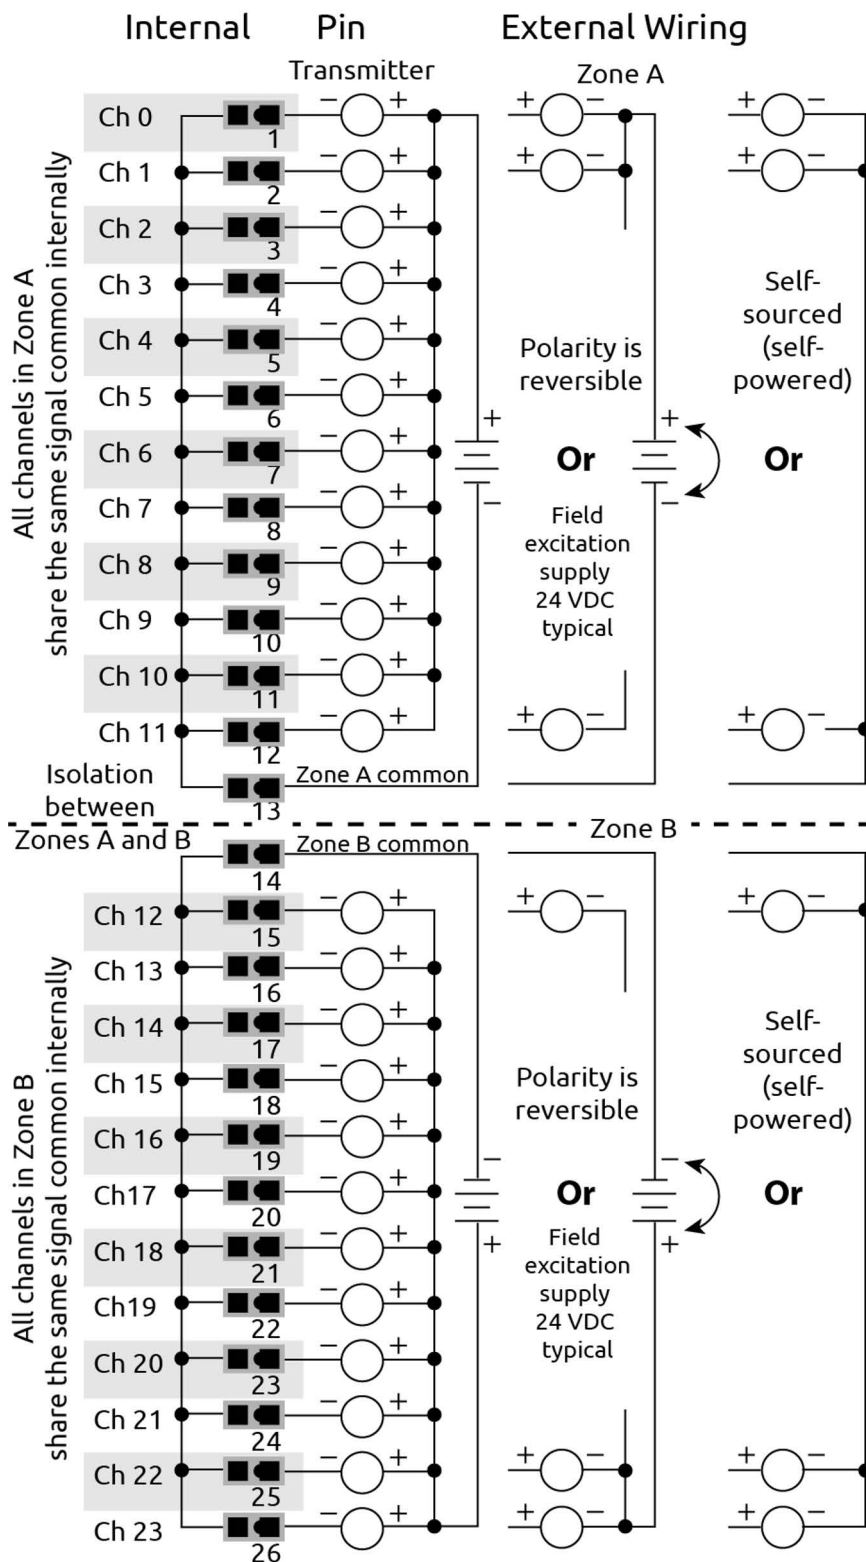 Internal Pin External Wiring
Transmitter Zone A
All channels in Zone A
share the same signal common internally
Ch 0 1 − + + − + −
Ch 1 2 − + + − + −
Ch 2 3 − +
Ch 3 4 − +
Ch 4 5 − +
Ch 5 6 − +
Ch 6 7 − +
Ch 7 8 − +
Ch 8 9 − +
Ch 9 10 − +
Ch 10 11 − +
Ch 11 12 − + + − + −
+
−
Polarity is
reversible
Or
+
−
Field
excitation
supply
24 VDC
typical
Self-
sourced
(self-
powered)
Or
Isolation
between
Zones A and B
13 Zone A common
Zone B
14 Zone B common
All channels in Zone B
share the same signal common internally
Ch 12 15 − + + − + −
Ch 13 16 − +
Ch 14 17 − +
Ch 15 18 − +
Ch 16 19 − +
Ch17 20 − +
Ch 18 21 − +
Ch19 22 − +
Ch 20 23 − +
Ch 21 24 − +
Ch 22 25 − + + − + −
Ch 23 26 − + + − + −
−
+
Polarity is
reversible
Or
−
+
Field
excitation
supply
24 VDC
typical
Self-
sourced
(self-
powered)
Or